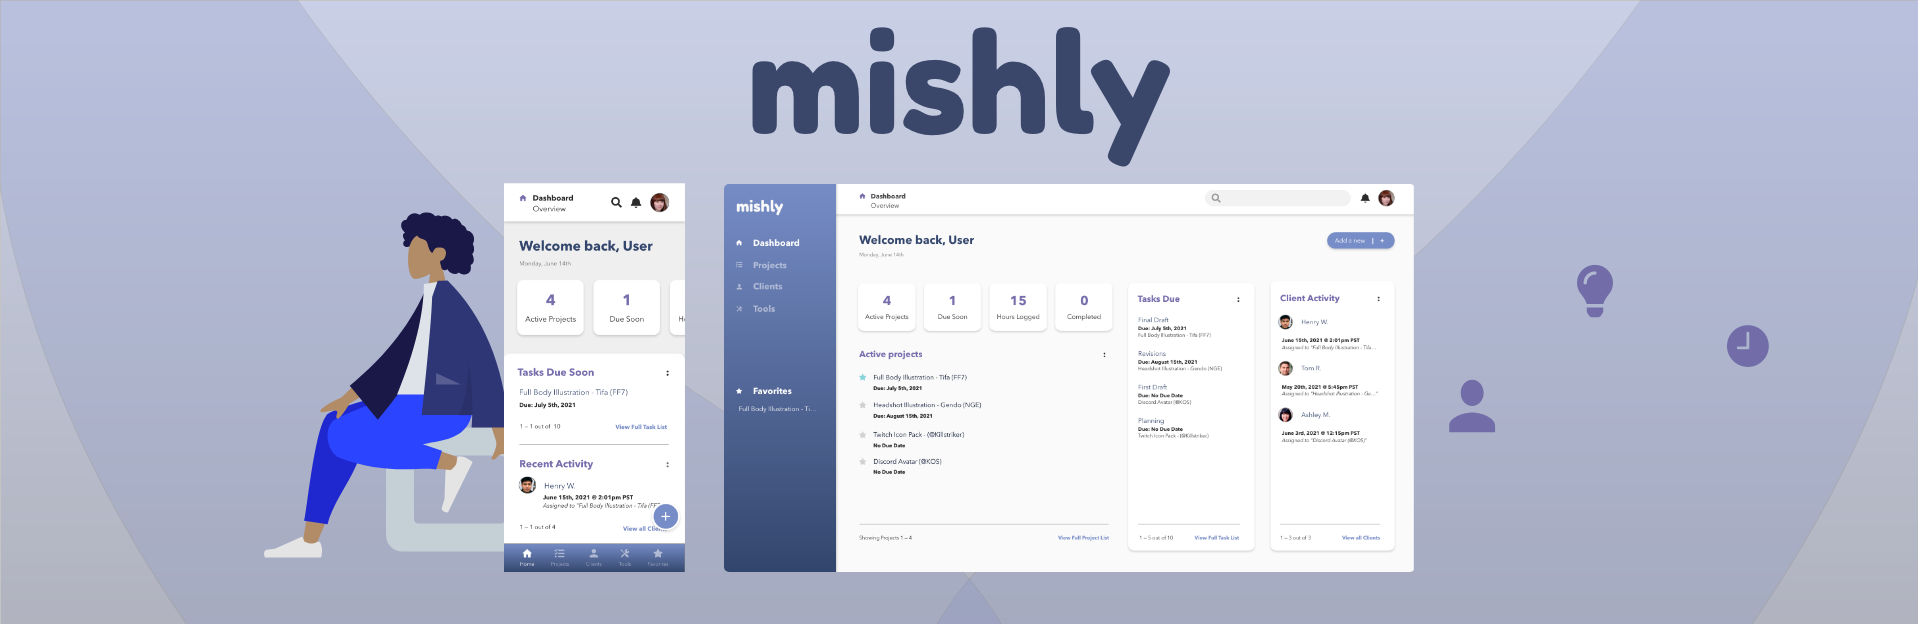 mishly
Dashboard
Overview
Welcome back, User
Monday, June 14th
4
Active Projects
1
Due Soon
Tasks Due Soon
Full Body Illustration - Tifa (FF7)
Due: July 5th, 2021
1 – 1 out of 10
View Full Task List
Recent Activity
Henry W.
June 15th, 2021 @ 2:01pm PST
Assigned to "Full Body Illustration - Tifa (FF7
1 – 1 out of 4
View all Clients
Home
Projects
Clients
Tools
Favorites
mishly
Dashboard
Projects
Clients
Tools
Favorites
Full Body Illustration - Ti...
Dashboard
Overview
Welcome back, User
Monday, June 14th
Add a new | +
4
Active Projects
1
Due Soon
15
Hours Logged
0
Completed
Active projects
Full Body Illustration - Tifa (FF7)
Due: July 5th, 2021
Headshot Illustration - Gendo (NGE)
Due: August 15th, 2021
Twitch Icon Pack - (@Killstriker)
No Due Date
Discord Avatar (@KOS)
No Due Date
Showing Projects 1 – 4
View Full Project List
Tasks Due
Final Draft
Due: July 5th, 2021
Full Body Illustration - Tifa (FF7)
Revisions
Due: August 15th, 2021
Headshot Illustration - Gendo (NGE)
First Draft
Due: No Due Date
Discord Avatar (@KOS)
Planning
Due: No Due Date
Twitch Icon Pack - (@Killstriker)
1 – 5 out of 10
View Full Task List
Client Activity
Henry W.
June 15th, 2021 @ 2:01pm PST
Assigned to "Full Body Illustration - Tifa ...
Tom R.
May 20th, 2021 @ 5:45pm PST
Assigned to "Headshot Illustration - Ge..."
Ashley M.
June 3rd, 2021 @ 12:15pm PST
Assigned to "Discord Avatar (@KOS)"
1 – 3 out of 3
View all Clients